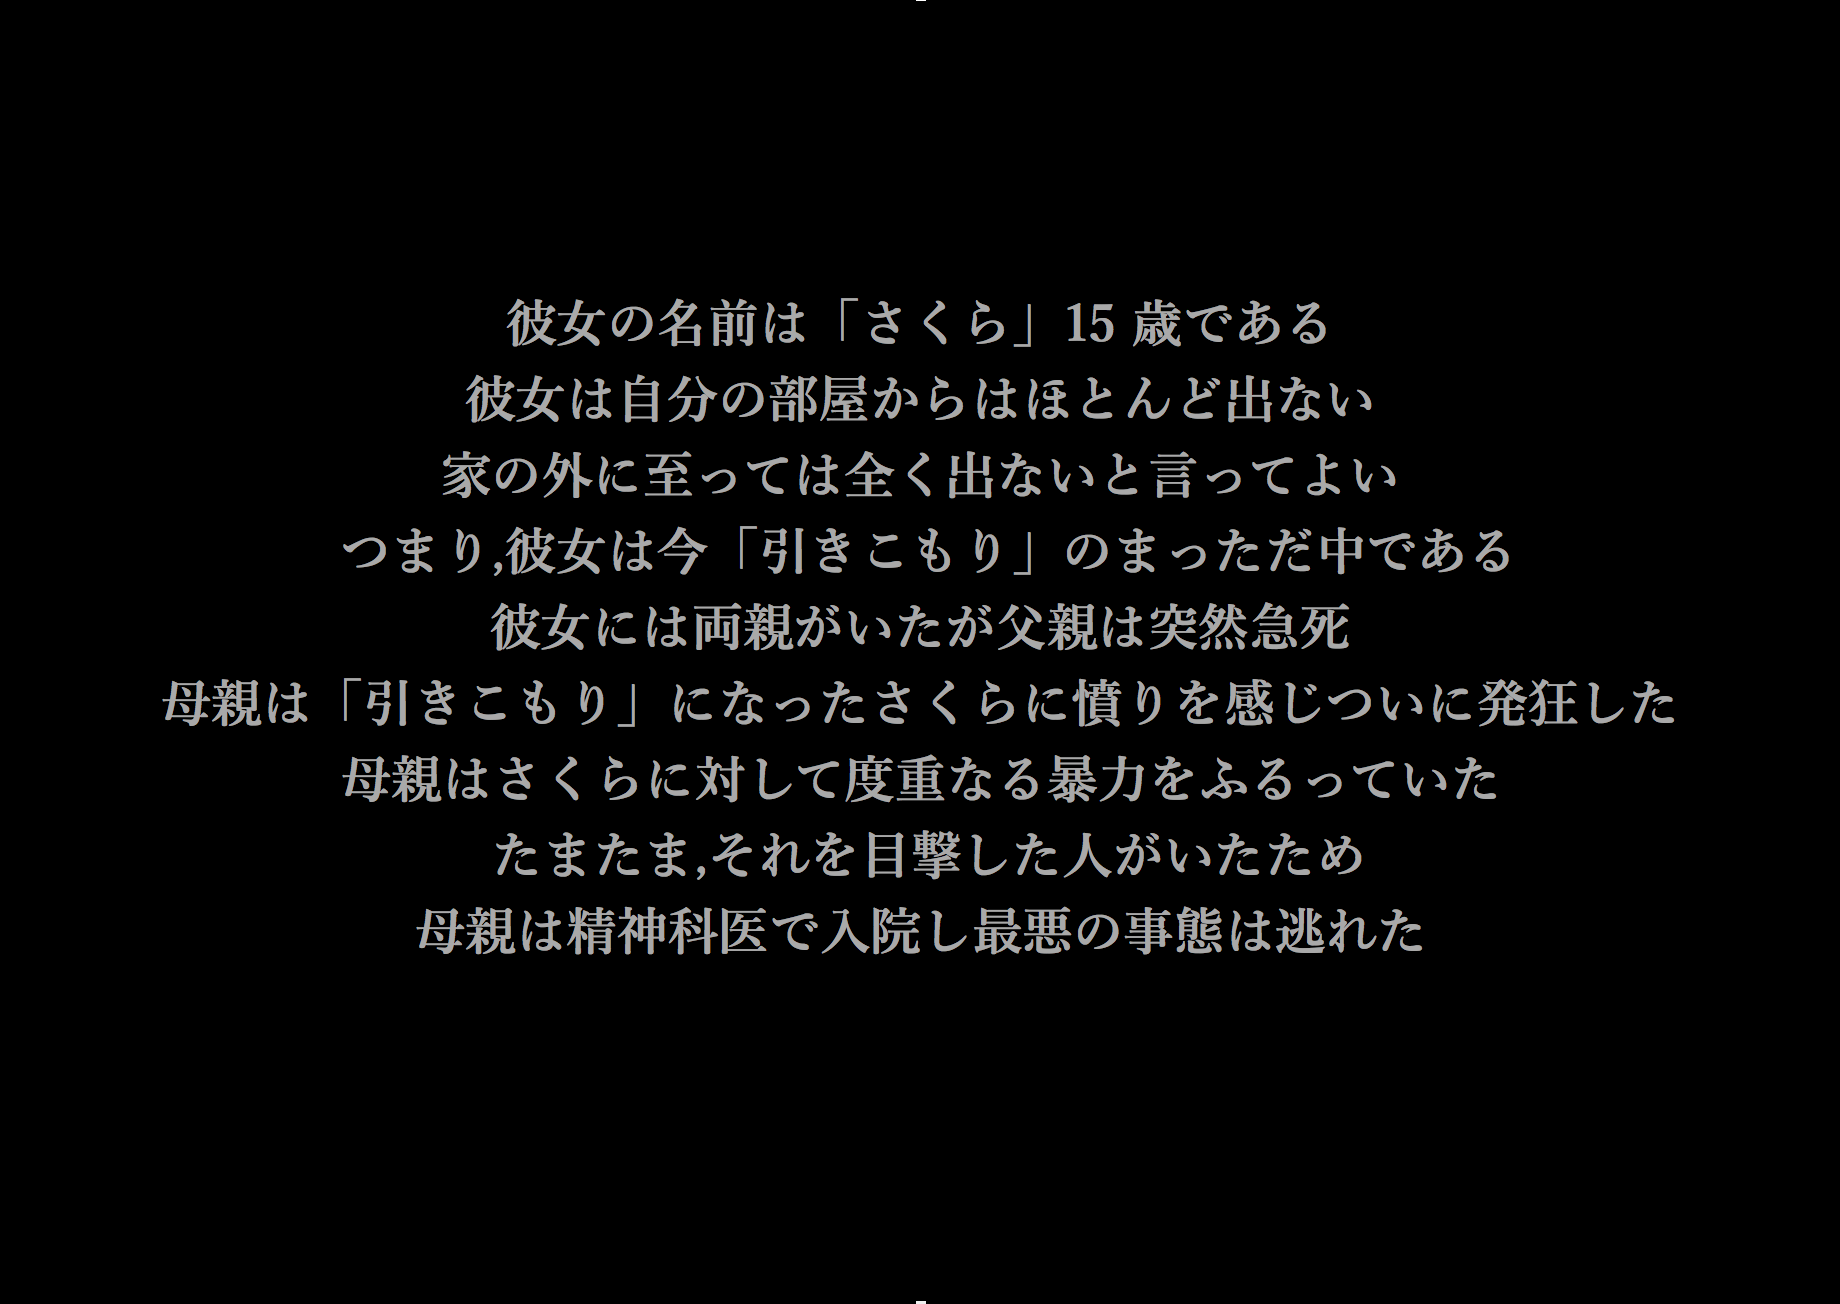 彼女の名前は「さくら」15 歳である
彼女は自分の部屋からはほとんど出ない
家の外に至っては全く出ないと言ってよい
つまり,彼女は今「引きこもり」のまっただ中である
彼女には両親がいたが父親は突然急死
母親は「引きこもり」になったさくらに憤りを感じついに発狂した
母親はさくらに対して度重なる暴力をふるっていた
たまたま,それを目撃した人がいたため
母親は精神科医で入院し最悪の事態は逃れた